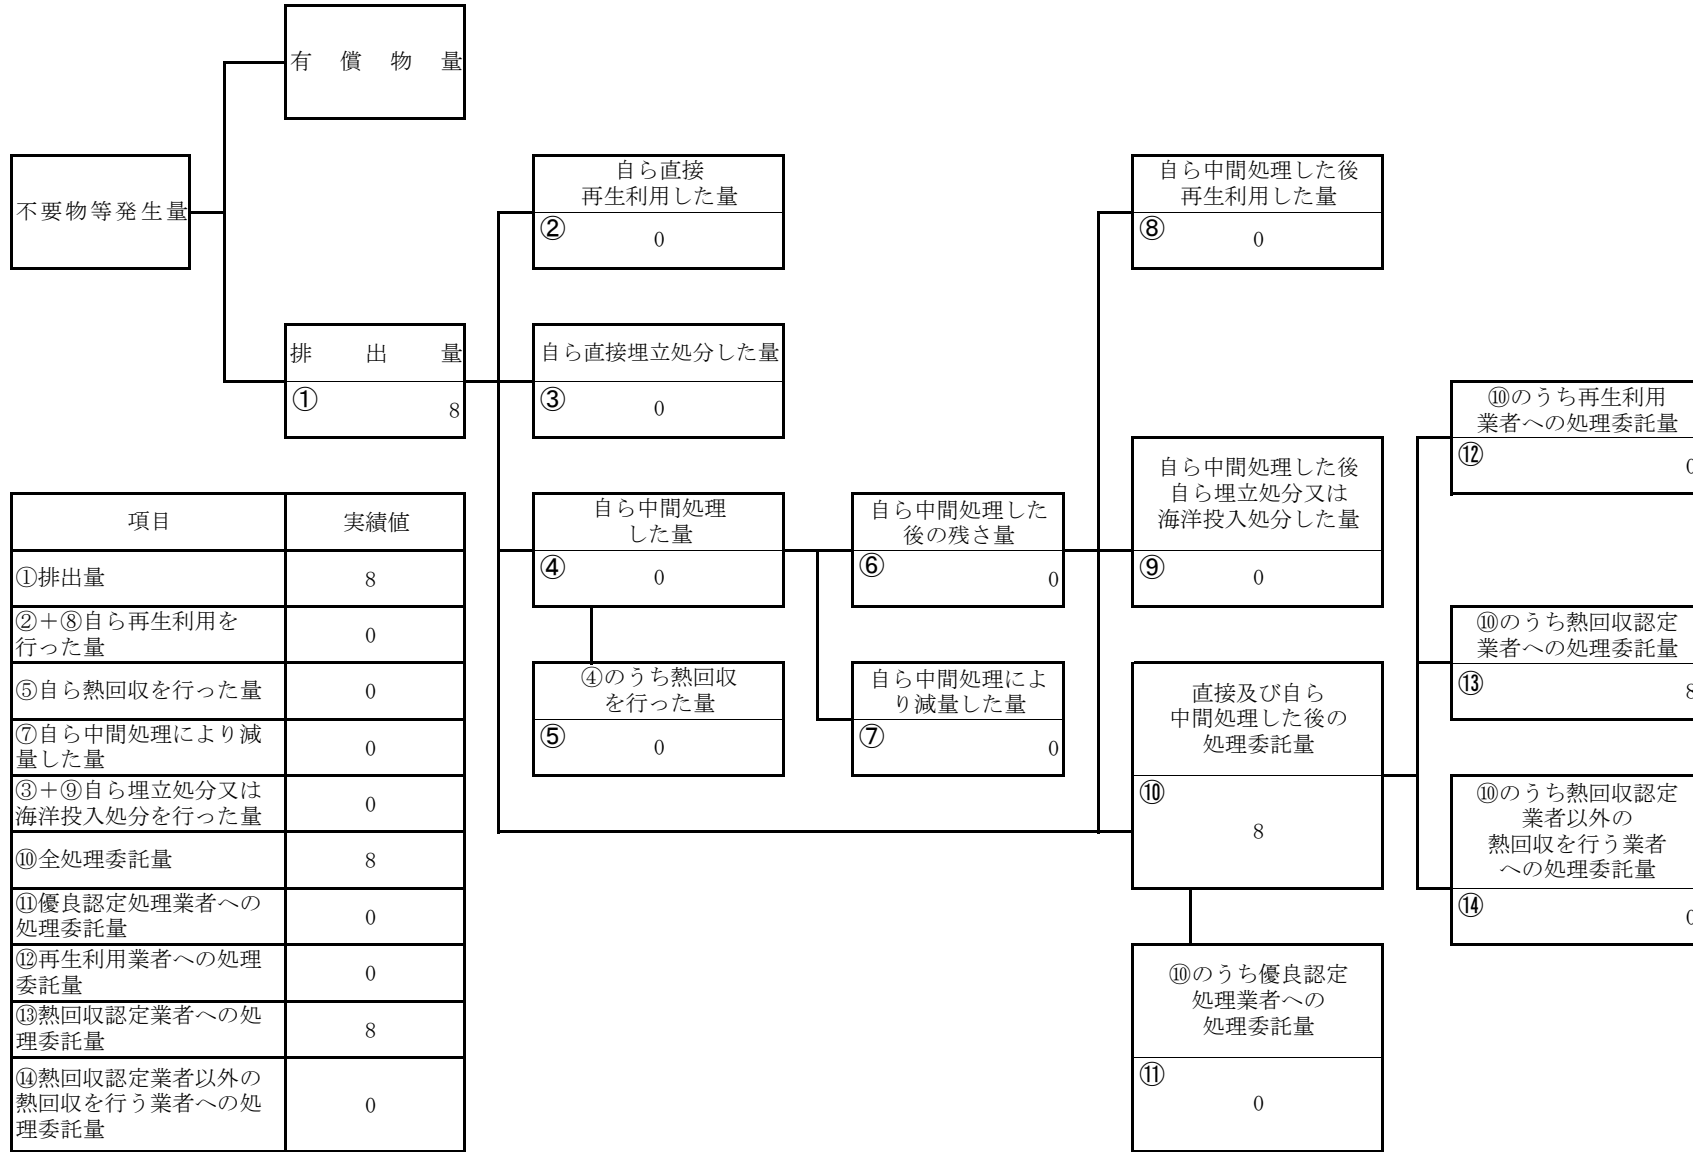 有償物量
不要物等発生量
自ら直接
再生利用した量
②
0
自ら中間処理した後
再生利用した量
⑧
0
排出量
①
8
自ら直接埋立処分した量
③
0
⑩のうち再生利用
業者への処理委託量
⑫
0
自ら中間処理した後
自ら埋立処分又は
海洋投入処分した量
⑨
0
自ら中間処理
した量
④
0
自ら中間処理した
後の残さ量
⑥
0
⑩のうち熱回収認定
業者への処理委託量
⑬
8
④のうち熱回収
を行った量
⑤
0
自ら中間処理によ
り減量した量
⑦
0
直接及び自ら
中間処理した後の
処理委託量
⑩
8
⑩のうち熱回収認定
業者以外の
熱回収を行う業者
への処理委託量
⑭
0
⑩のうち優良認定
処理業者への
処理委託量
⑪
0
項目 実績値
①排出量 8
②+⑧自ら再生利用を
行った量 0
⑤自ら熱回収を行った量 0
⑦自ら中間処理により減
量した量 0
③+⑨自ら埋立処分又は
海洋投入処分を行った量 0
⑩全処理委託量 8
⑪優良認定処理業者への
処理委託量 0
⑫再生利用業者への処理
委託量 0
⑬熱回収認定業者への処
理委託量 8
⑭熱回収認定業者以外の
熱回収を行う業者への処 0
理委託量